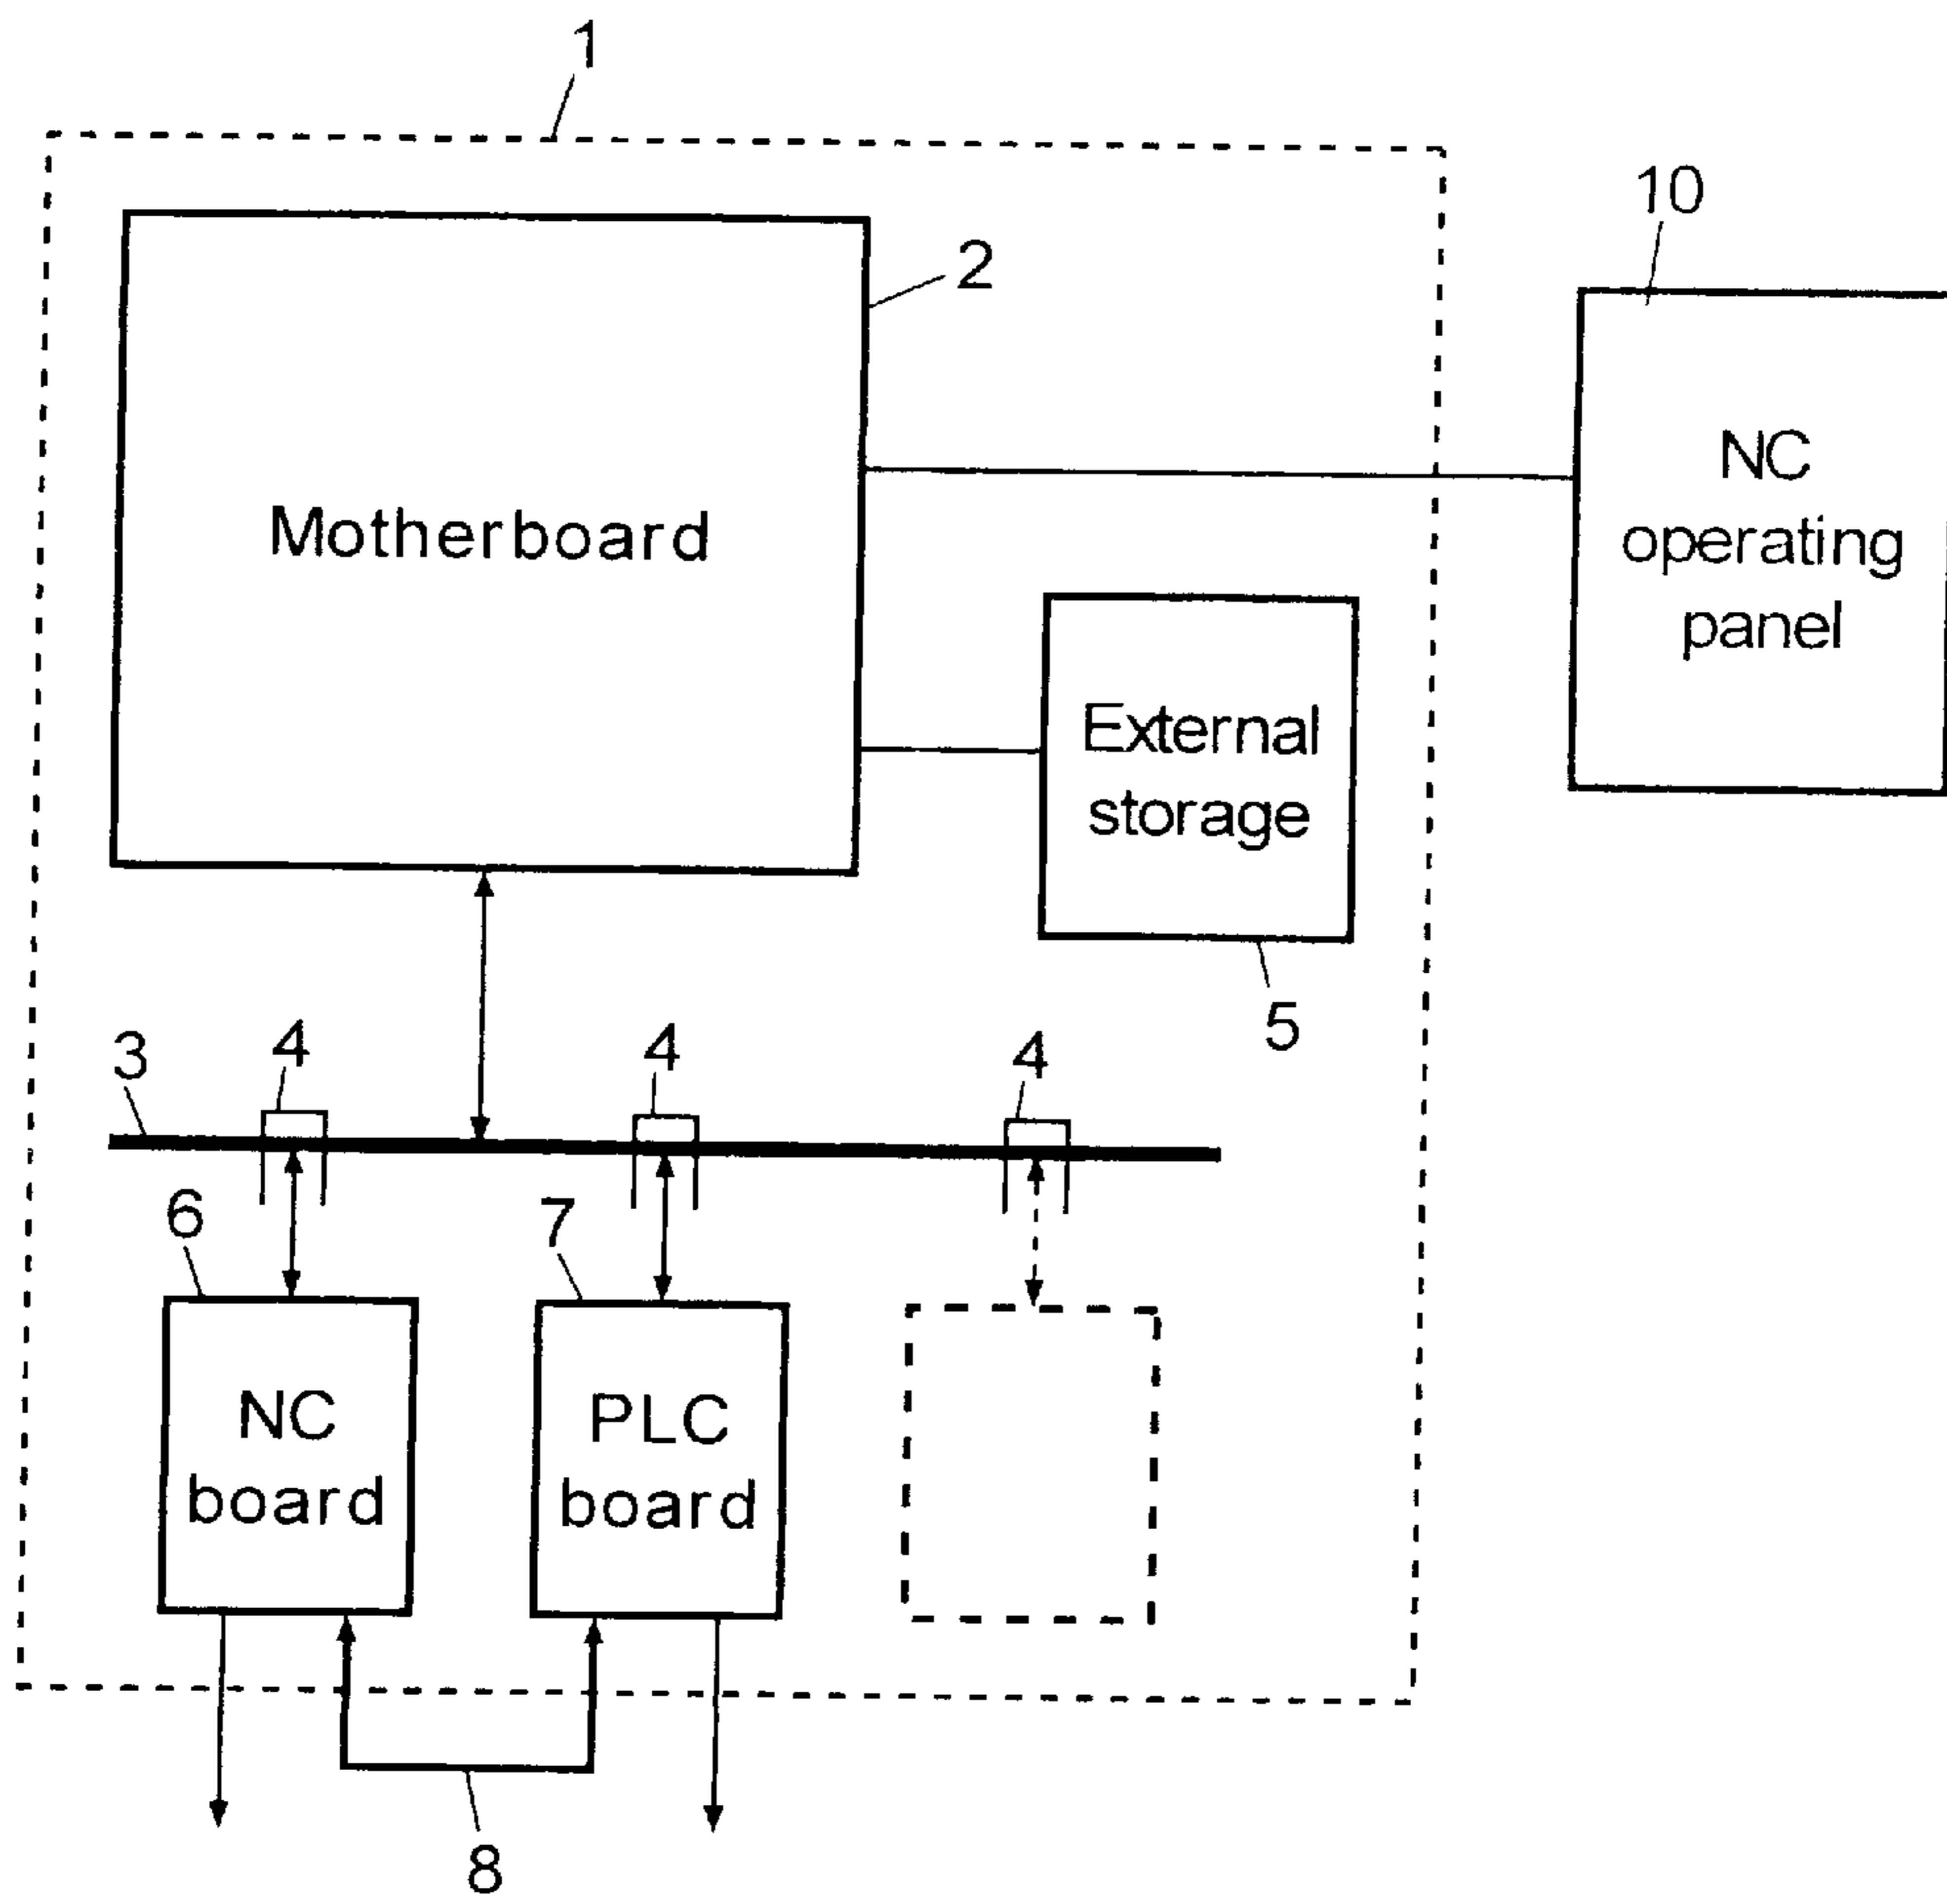 1
10
2
Motherboard
NC
operating
panel
External
storage
5
3
4
4
4
6
7
NC
board
PLC
board
8